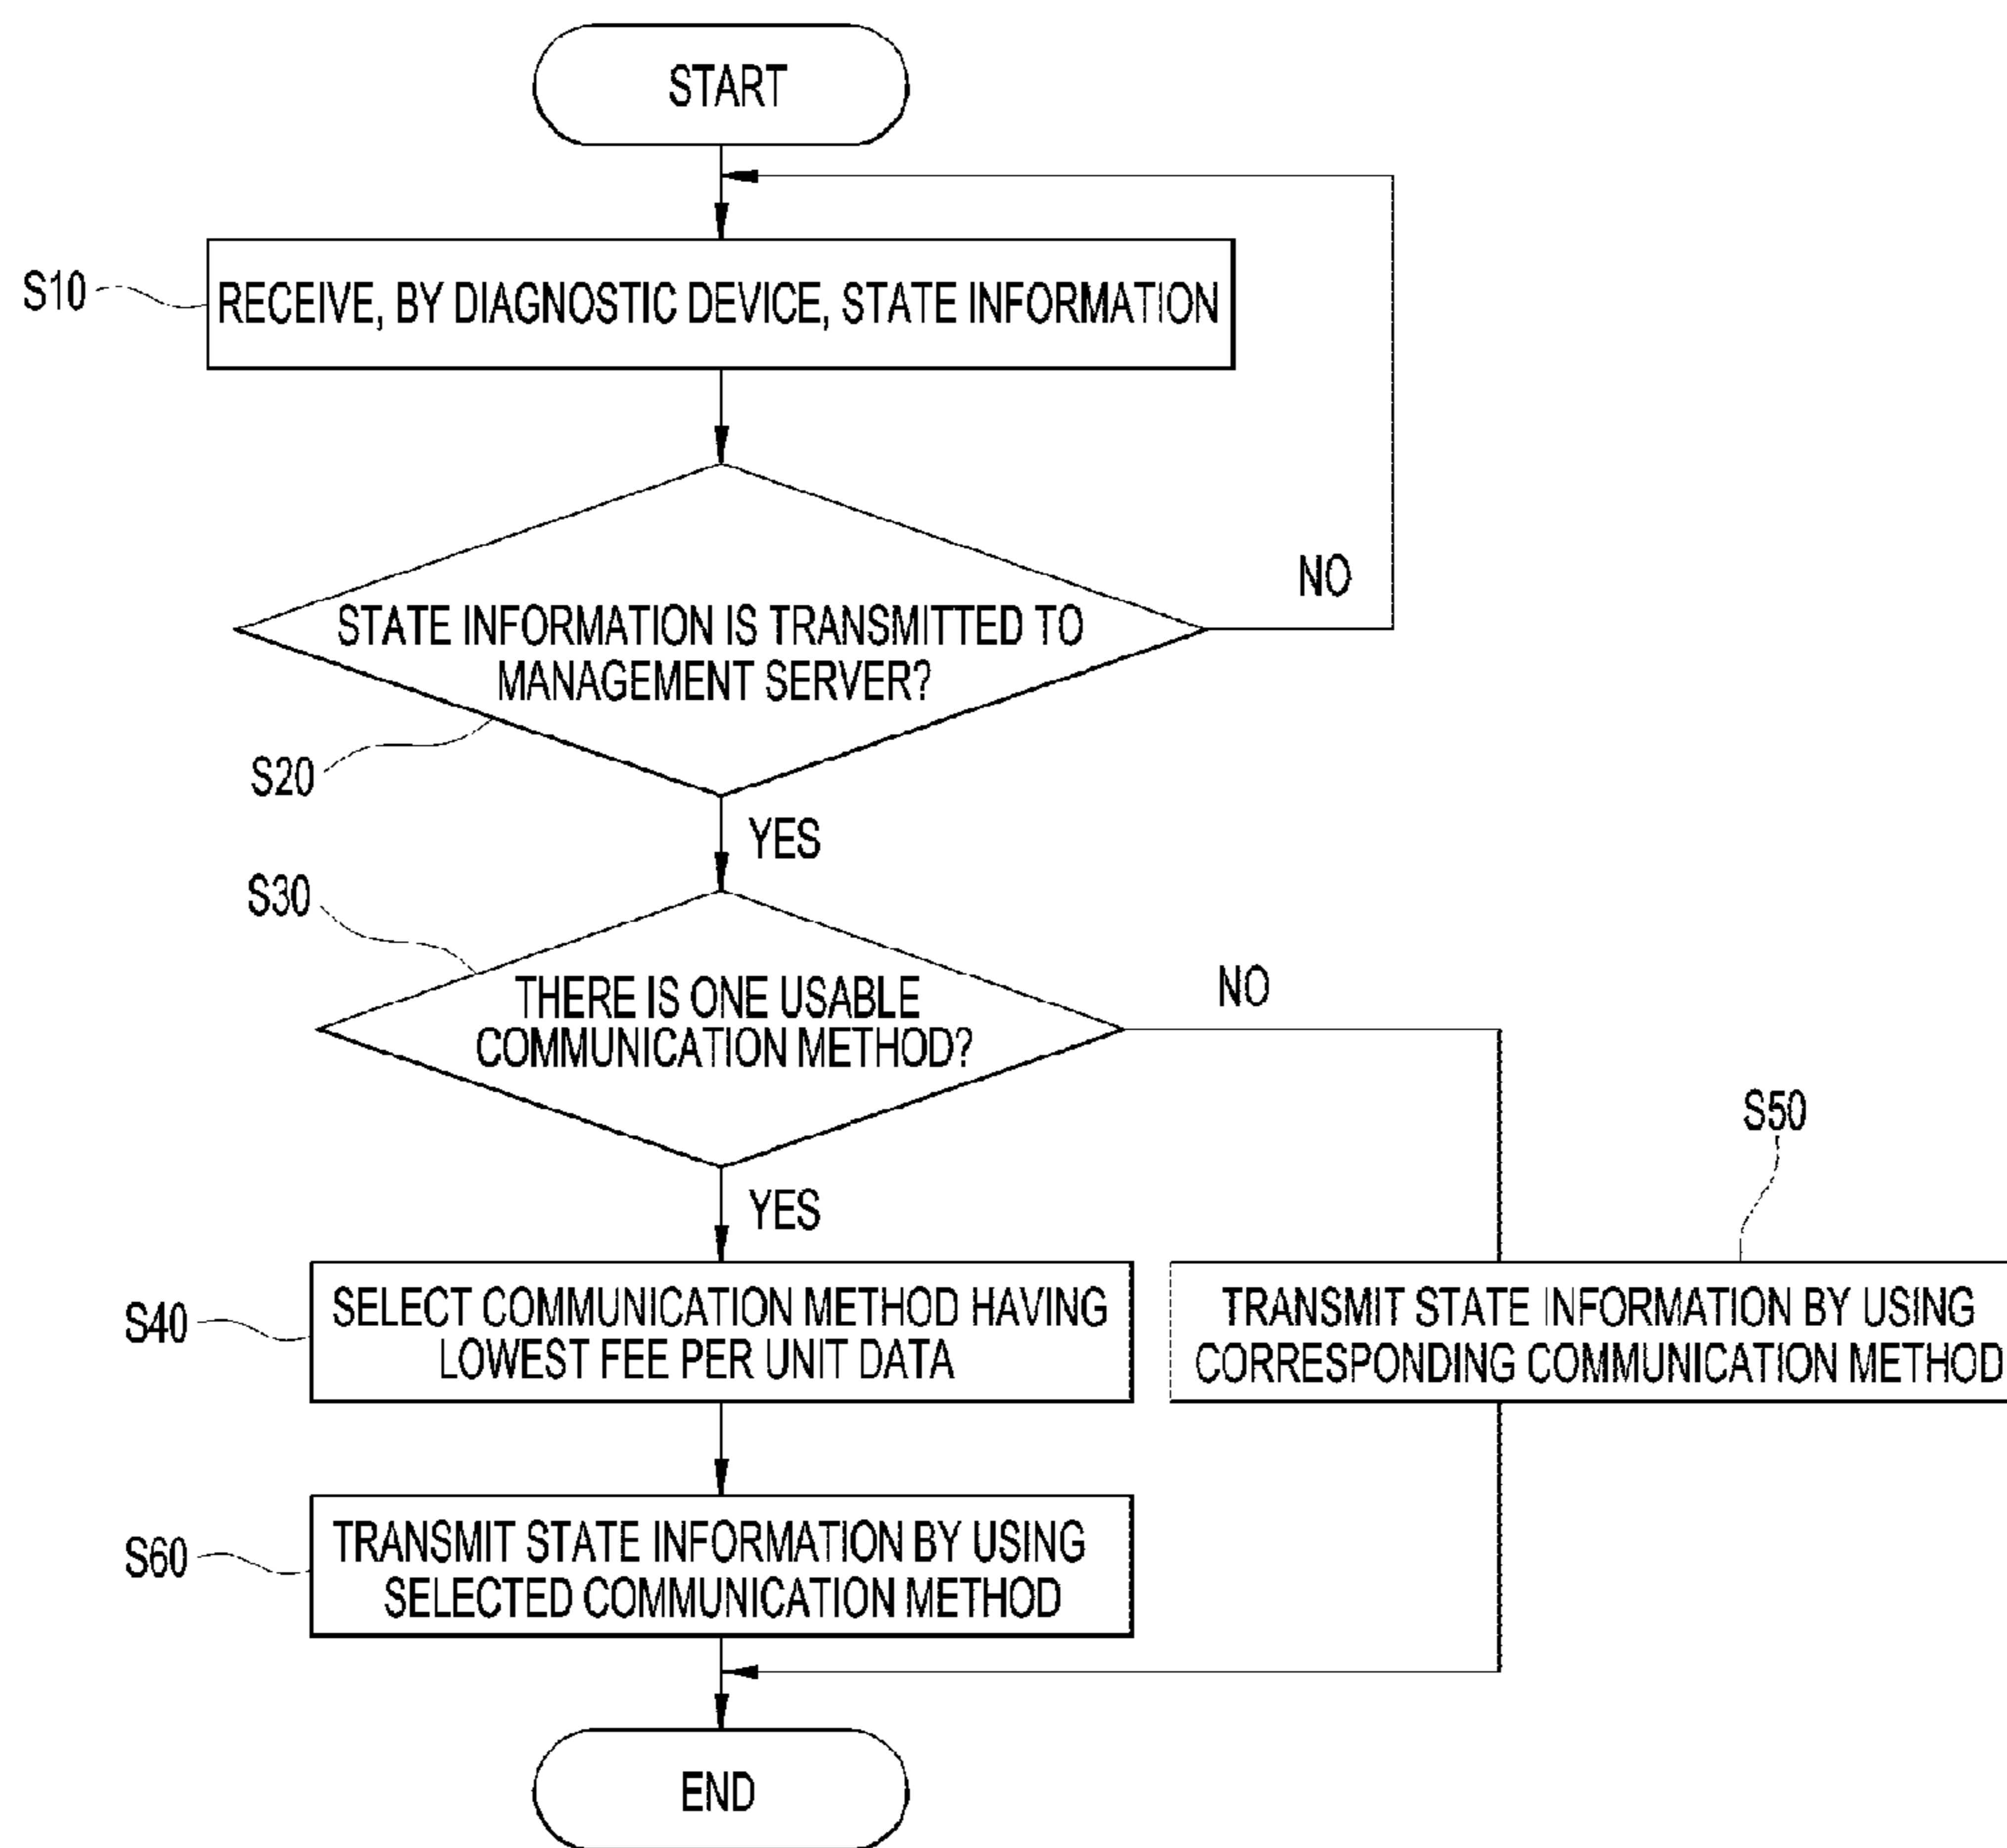 START
S10
RECEIVE, BY DIAGNOSTIC DEVICE, STATE INFORMATION
NO
STATE INFORMATION IS TRANSMITTED TO
MANAGEMENT SERVER?
S20
YES
S30
THERE IS ONE USABLE
COMMUNICATION METHOD?
NO
S50
YES
S40
SELECT COMMUNICATION METHOD HAVING
LOWEST FEE PER UNIT DATA
TRANSMIT STATE INFORMATION BY USING
CORRESPONDING COMMUNICATION METHOD
S60
TRANSMIT STATE INFORMATION BY USING
SELECTED COMMUNICATION METHOD
END